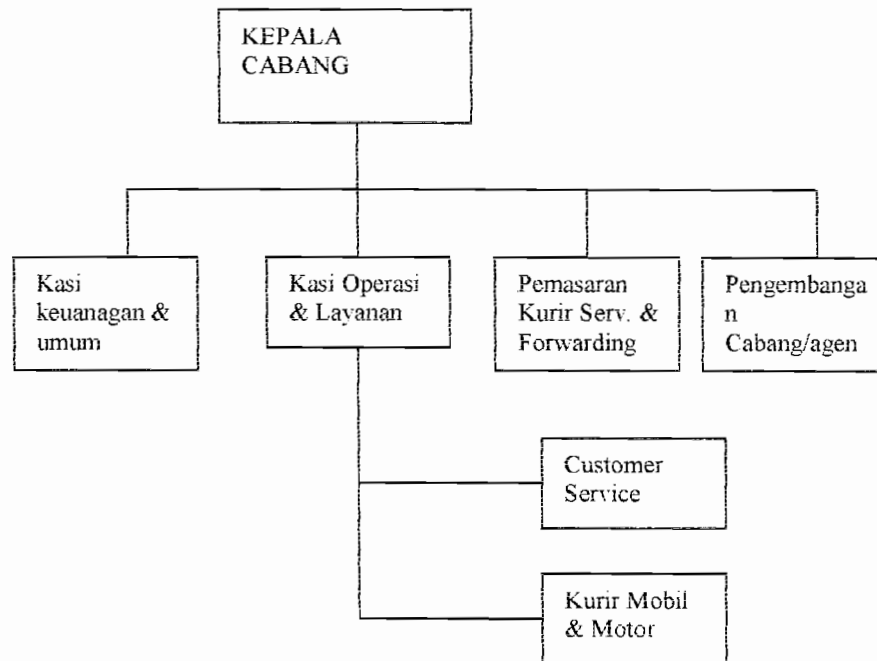 KEPALA
CABANG
Kasi
keuanagan &
umum
Kasi Operasi
& Layanan
Pemasaran
Kurir Serv. &
Forwarding
Pengembanga
n
Cabang/agen
Customer
Service
Kurir Mobil
& Motor